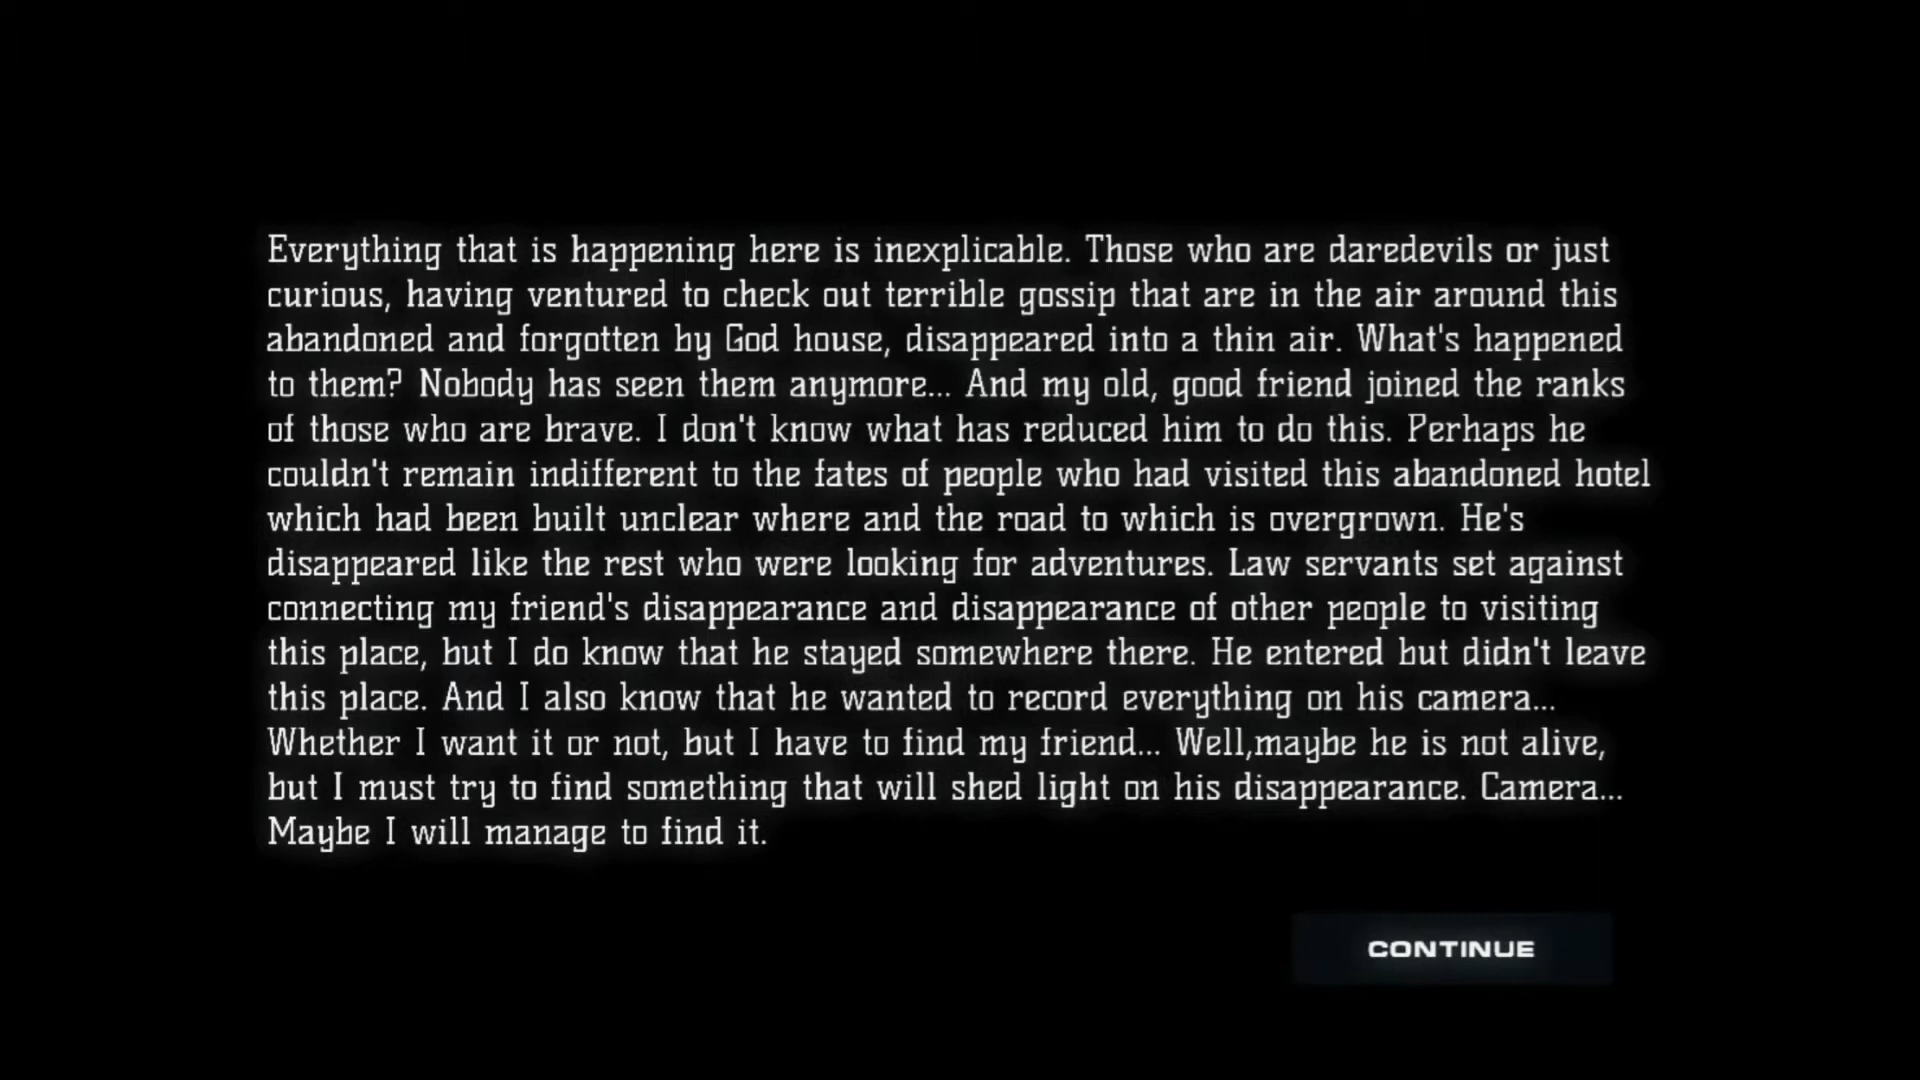 Everything that is happening here is inexplicable. Those who are daredevils or just
curious, having ventured to check out terrible gossip that are in the air around this
abandoned and forgotten by God house, disappeared into a thin air. What's happened
to them? Nobody has seen them anymore... And my old, good friend joined the ranks
of those who are brave. I don't know what has reduced him to do this. Perhaps he
couldn't remain indifferent to the fates of people who had visited this abandoned hotel
which had been built unclear where and the road to which is overgrown. He's
disappeared like the rest who were looking for adventures. Law servants set against
connecting my friend's disappearance and disappearance of other people to visiting
this place, but I do know that he stayed somewhere there. He entered but didn't leave
this place. And I also know that he wanted to record everything on his camera...
Whether I want it or not, but I have to find my friend... Well,maybe he is not alive,
but I must try to find something that will shed light on his disappearance. Camera...
Maybe I will manage to find it.
CONTINUE